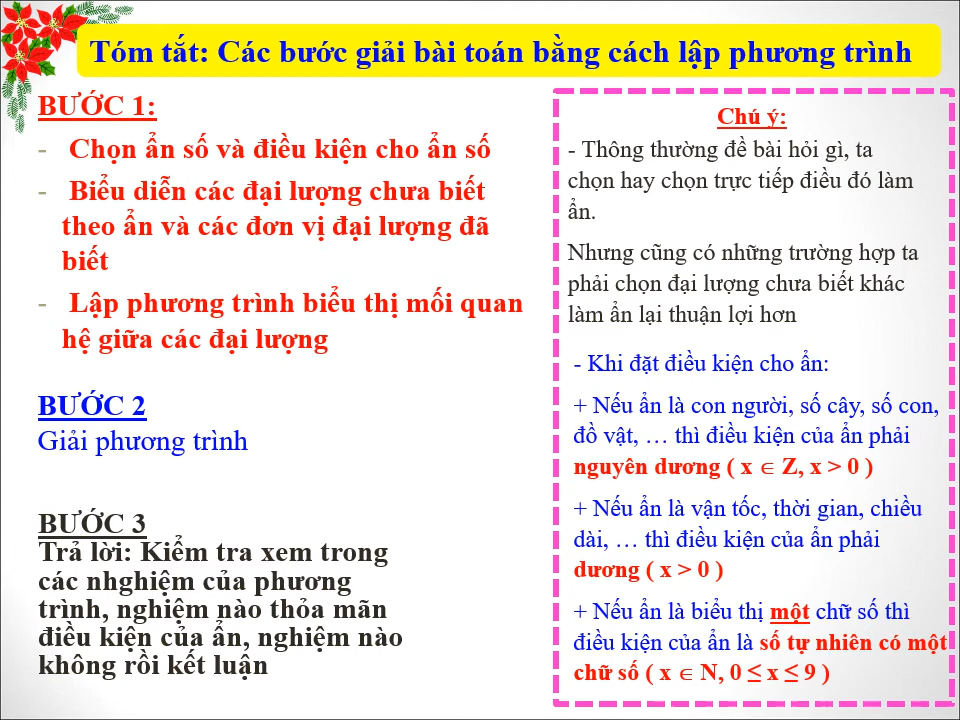 Tóm tắt: Các bước giải bài toán bằng cách lập phương trình
BƯỚC 1:
- Chọn ẩn số và điều kiện cho ẩn số
- Biểu diễn các đại lượng chưa biết
theo ẩn và các đơn vị đại lượng đã
biết
- Lập phương trình biểu thị mối quan
hệ giữa các đại lượng
BƯỚC 2
Giải phương trình
BƯỚC 3
Trả lời: Kiểm tra xem trong
các nhghiệm của phương
trình, nghiệm nào thỏa mãn
điều kiện của ẩn, nghiệm nào
không rồi kết luận
Chú ý:
- Thông thường đề bài hỏi gì, ta
chọn hay chọn trực tiếp điều đó làm
ẩn.
Nhưng cũng có những trường hợp ta
phải chọn đại lượng chưa biết khác
làm ẩn lại thuận lợi hơn
- Khi đặt điều kiện cho ẩn:
+ Nếu ẩn là con người, số cây, số con,
đồ vật, … thì điều kiện của ẩn phải
nguyên dương ( x ∈ Z, x > 0 )
+ Nếu ẩn là vận tốc, thời gian, chiều
dài, … thì điều kiện của ẩn phải
dương ( x > 0 )
+ Nếu ẩn là biểu thị một chữ số thì
điều kiện của ẩn là số tự nhiên có một
chữ số ( x ∈ N, 0 ≤ x ≤ 9 )